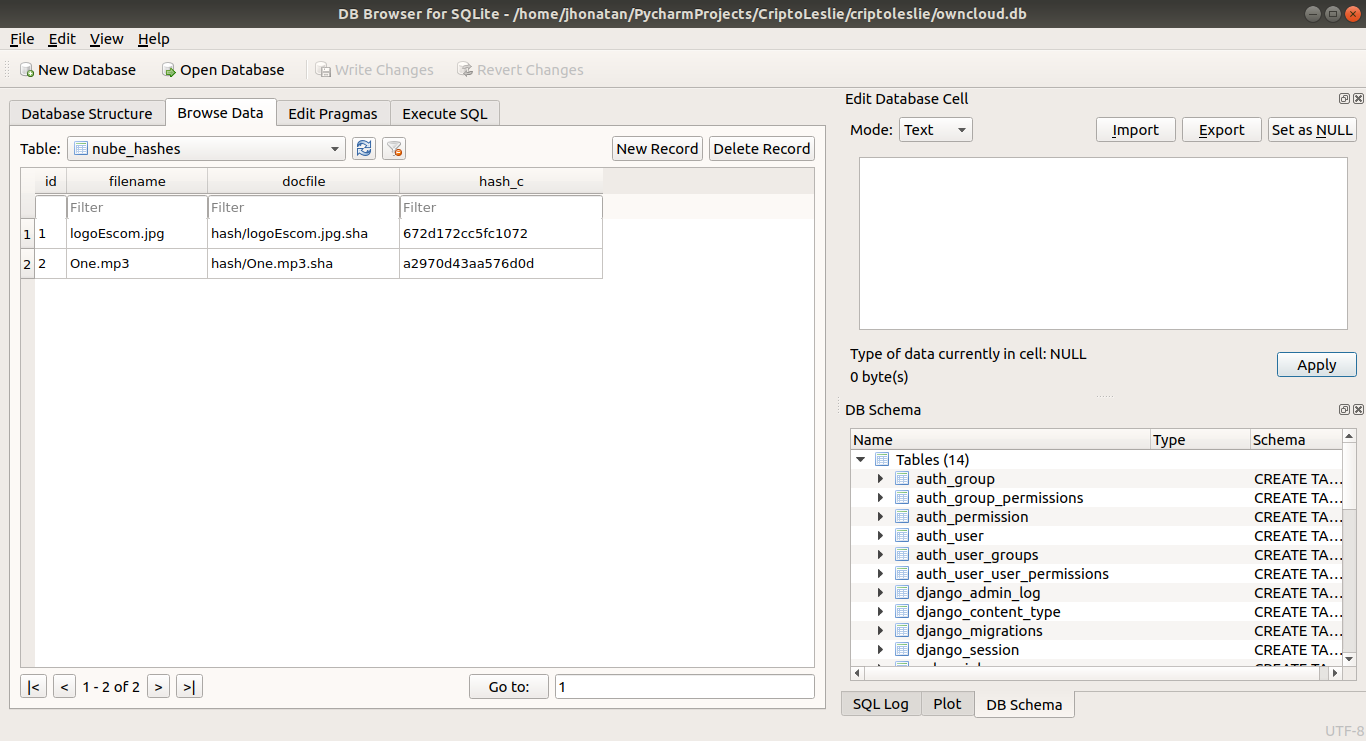 DB Browser for SQLite - /home/jhonatan/PycharmProjects/CriptoLeslie/criptoleslie/owncloud.db
File Edit View Help
New Database Open Database Write Changes Revert Changes
Database Structure Browse Data Edit Pragmas Execute SQL
Table: nube_hashes New Record Delete Record
id filename docfile hash_c
Filter Filter Filter
1 1 logoEscom.jpg hash/logoEscom.jpg.sha 672d172cc5fc1072
2 2 One.mp3 hash/One.mp3.sha a2970d43aa576d0d
|< < 1 - 2 of 2 > >| Go to: 1
Edit Database Cell
Mode: Text Import Export Set as NULL
Type of data currently in cell: NULL
0 byte(s)
Apply
DB Schema
Name Type Schema
Tables (14)
auth_group CREATE TA...
auth_group_permissions CREATE TA...
auth_permission CREATE TA...
auth_user CREATE TA...
auth_user_groups CREATE TA...
auth_user_user_permissions CREATE TA...
django_admin_log CREATE TA...
django_content_type CREATE TA...
django_migrations CREATE TA...
django_session CREATE TA...
SQL Log Plot DB Schema
UTF-8